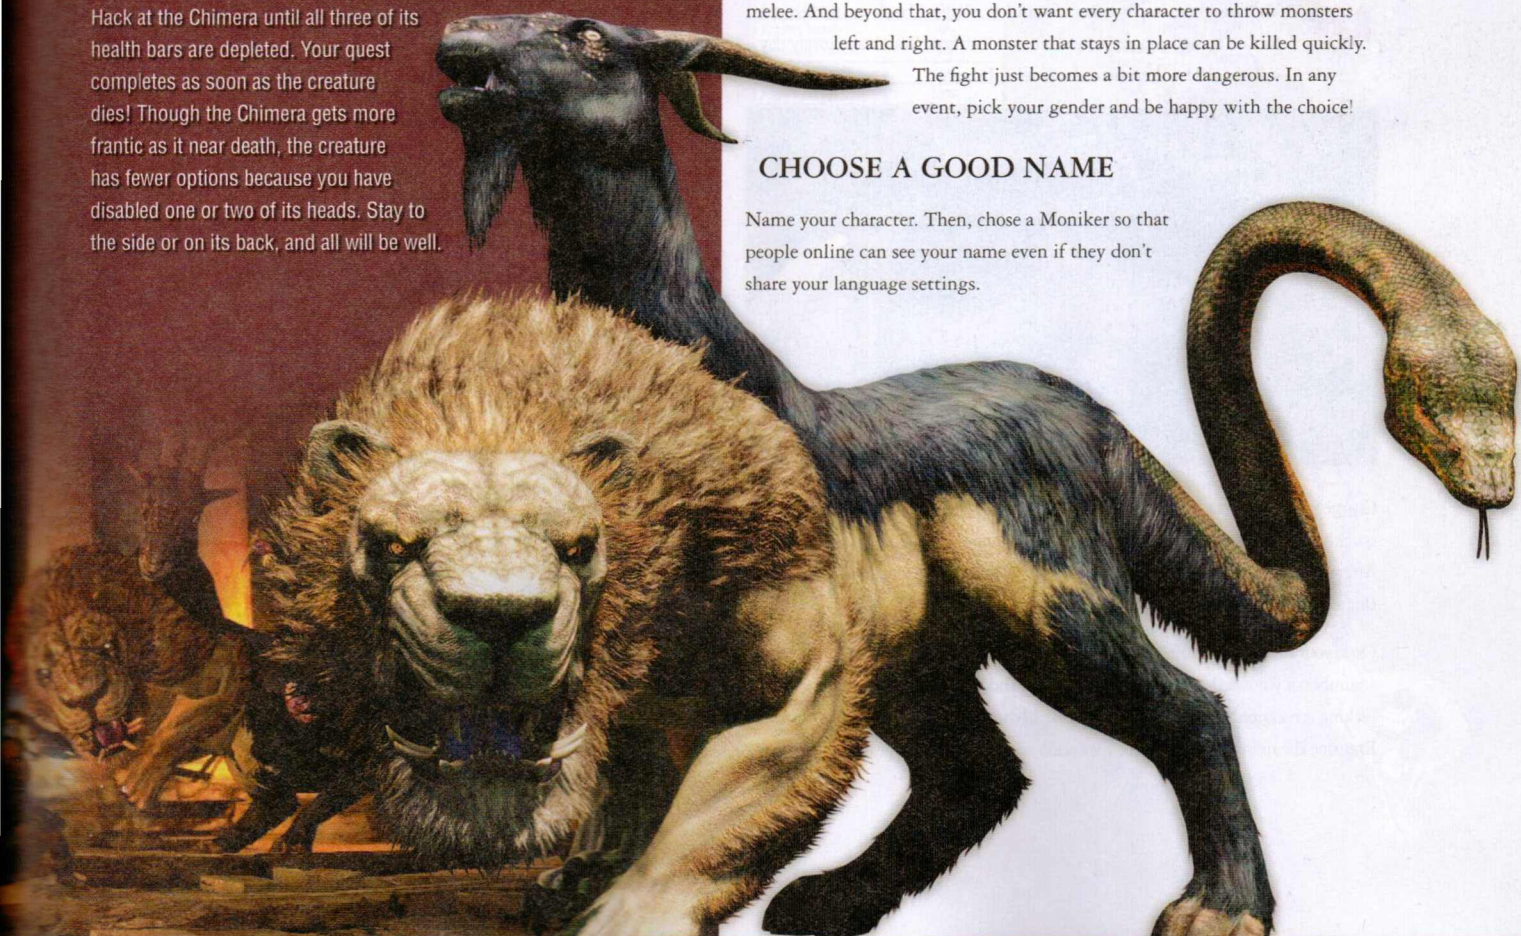 Hack at the Chimera until all three of its
health bars are depleted. Your quest
completes as soon as the creature
dies! Though the Chimera gets more
frantic as it near death, the creature
has fewer options because you have
disabled one or two of its heads. Stay to
the side or on its back, and all will be well.
melee. And beyond that, you don't want every character to throw monsters
left and right. A monster that stays in place can be killed quickly.
The fight just becomes a bit more dangerous. In any
event, pick your gender and be happy with the choice!
CHOOSE A GOOD NAME
Name your character. Then, chose a Moniker so that
people online can see your name even if they don't
share your language settings.